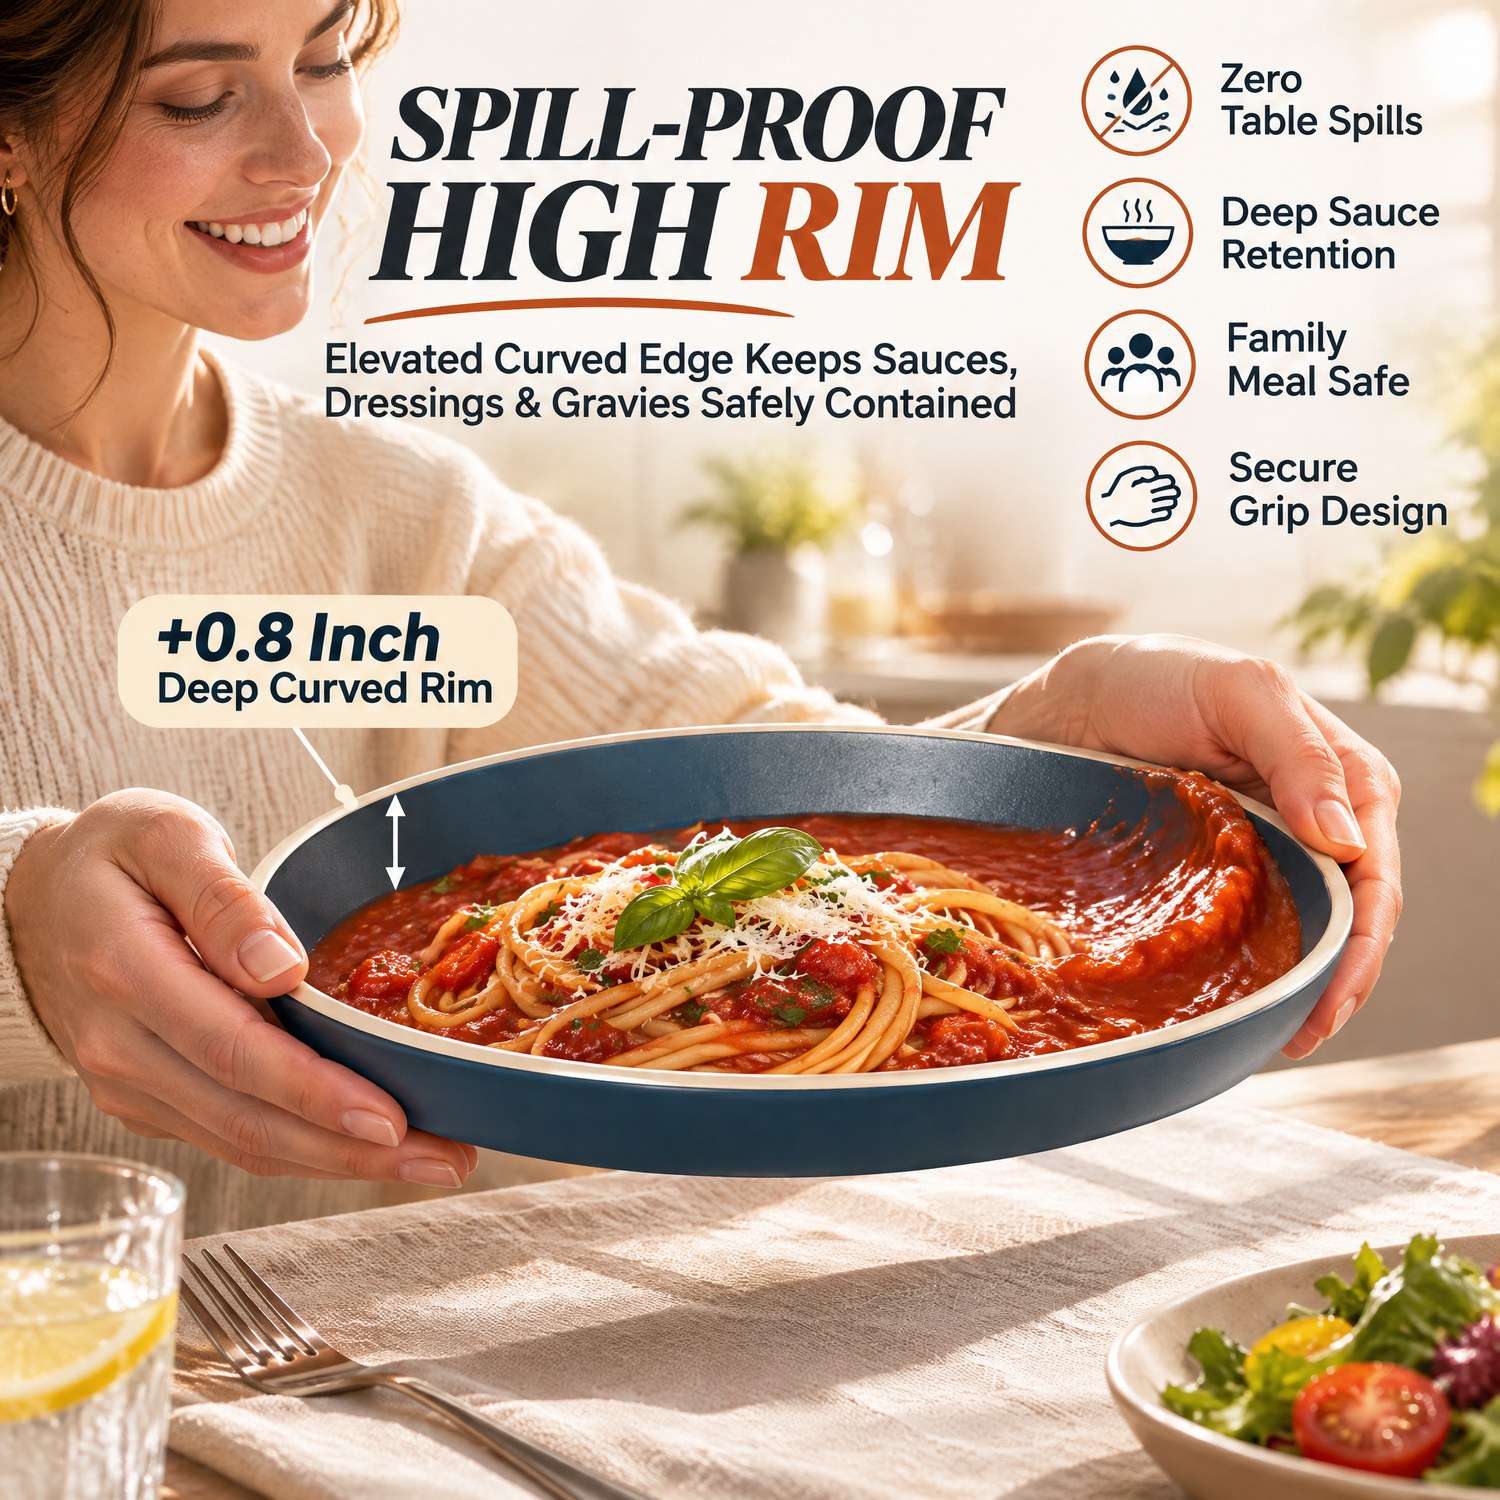 SPILL-PROOF
HIGH RIM
Elevated Curved Edge Keeps Sauces,
Dressings & Gravies Safely Contained
Zero
Table Spills
Deep Sauce
Retention
Family
Meal Safe
Secure
Grip Design
+0.8 Inch
Deep Curved Rim